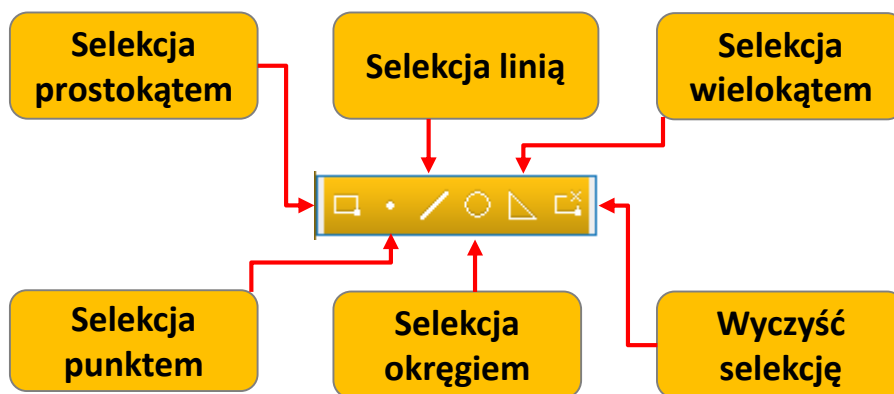 Selekcja
prostokątem
Selekcja linią
Selekcja
wielokątem
Selekcja
punktem
Selekcja
okręgiem
Wyczyść
selekcję